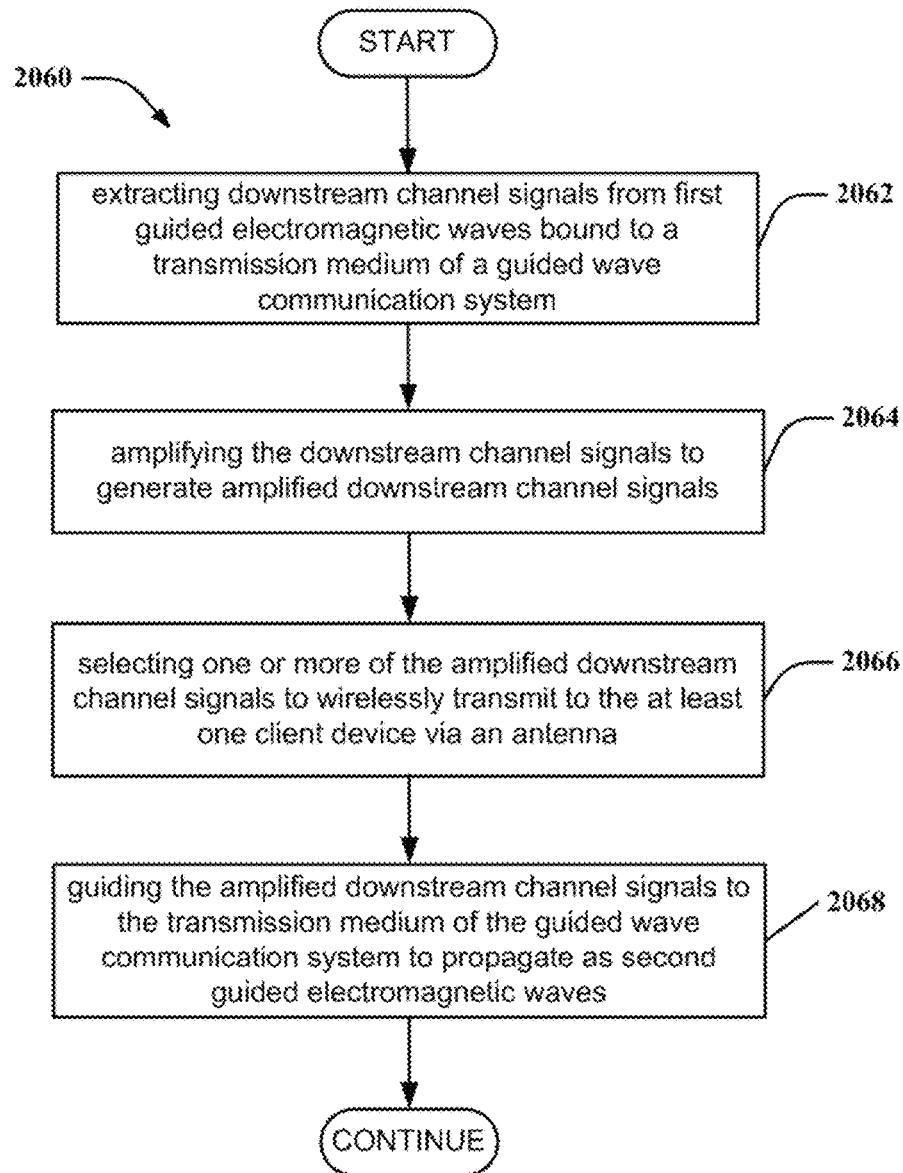 START
2060
extracting downstream channel signals from first
guided electromagnetic waves bound to a
transmission medium of a guided wave
communication system
2062
amplifying the downstream channel signals to
generate amplified downstream channel signals
2064
selecting one or more of the amplified downstream
channel signals to wirelessly transmit to the at least
one client device via an antenna
2066
guiding the amplified downstream channel signals to
the transmission medium of the guided wave
communication system to propagate as second
guided electromagnetic waves
2068
CONTINUE